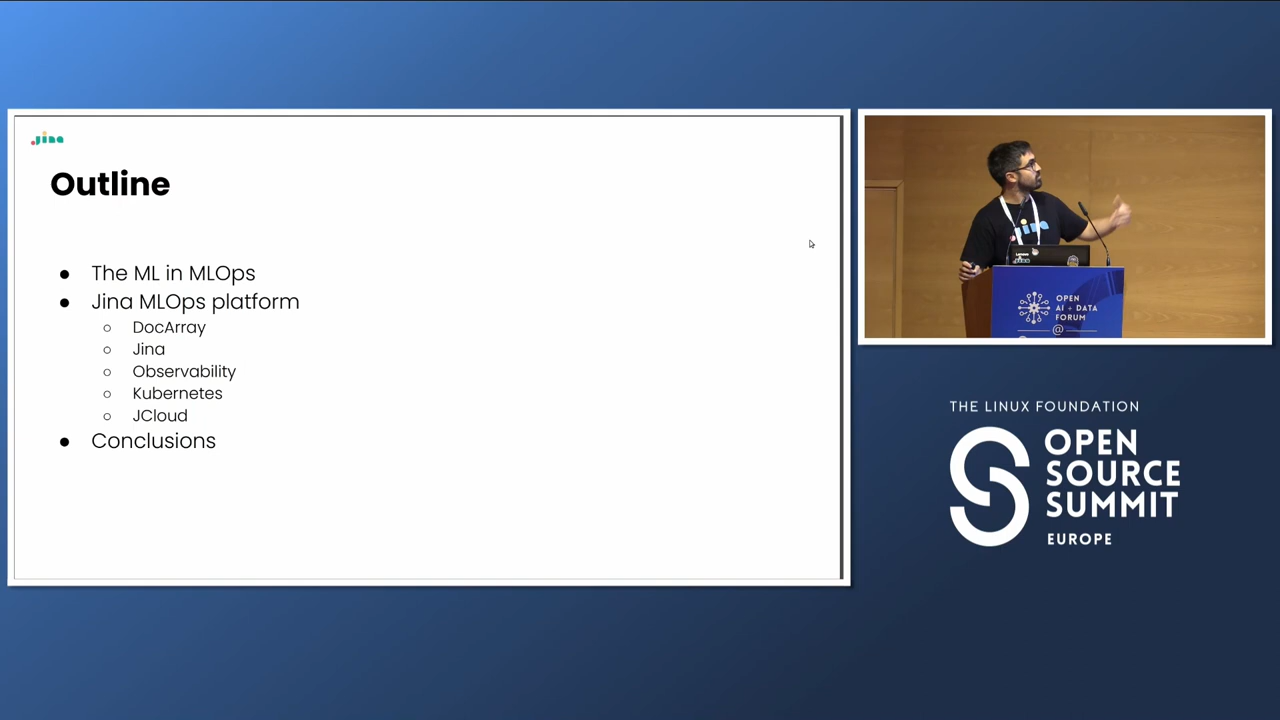 Jina
Outline
● The ML in MLOps
● Jina MLOps platform
○ DocArray
○ Jina
○ Observability
○ Kubernetes
○ JCloud
● Conclusions
Jina
OPEN
AI + DATA
FORUM
@
THE LINUX FOUNDATION
OPEN
SOURCE
SUMMIT
EUROPE